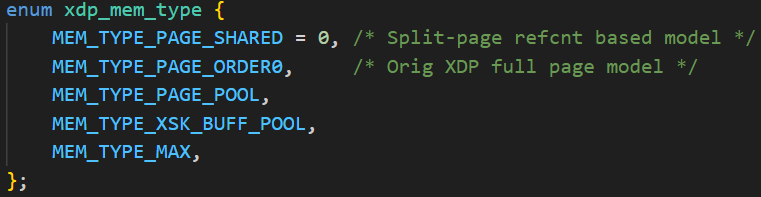 enum xdp_mem_type {
MEM_TYPE_PAGE_SHARED = 0, /* Split-page refcnt based model */
MEM_TYPE_PAGE_ORDER0, /* Orig XDP full page model */
MEM_TYPE_PAGE_POOL,
MEM_TYPE_XSK_BUFF_POOL,
MEM_TYPE_MAX,
};